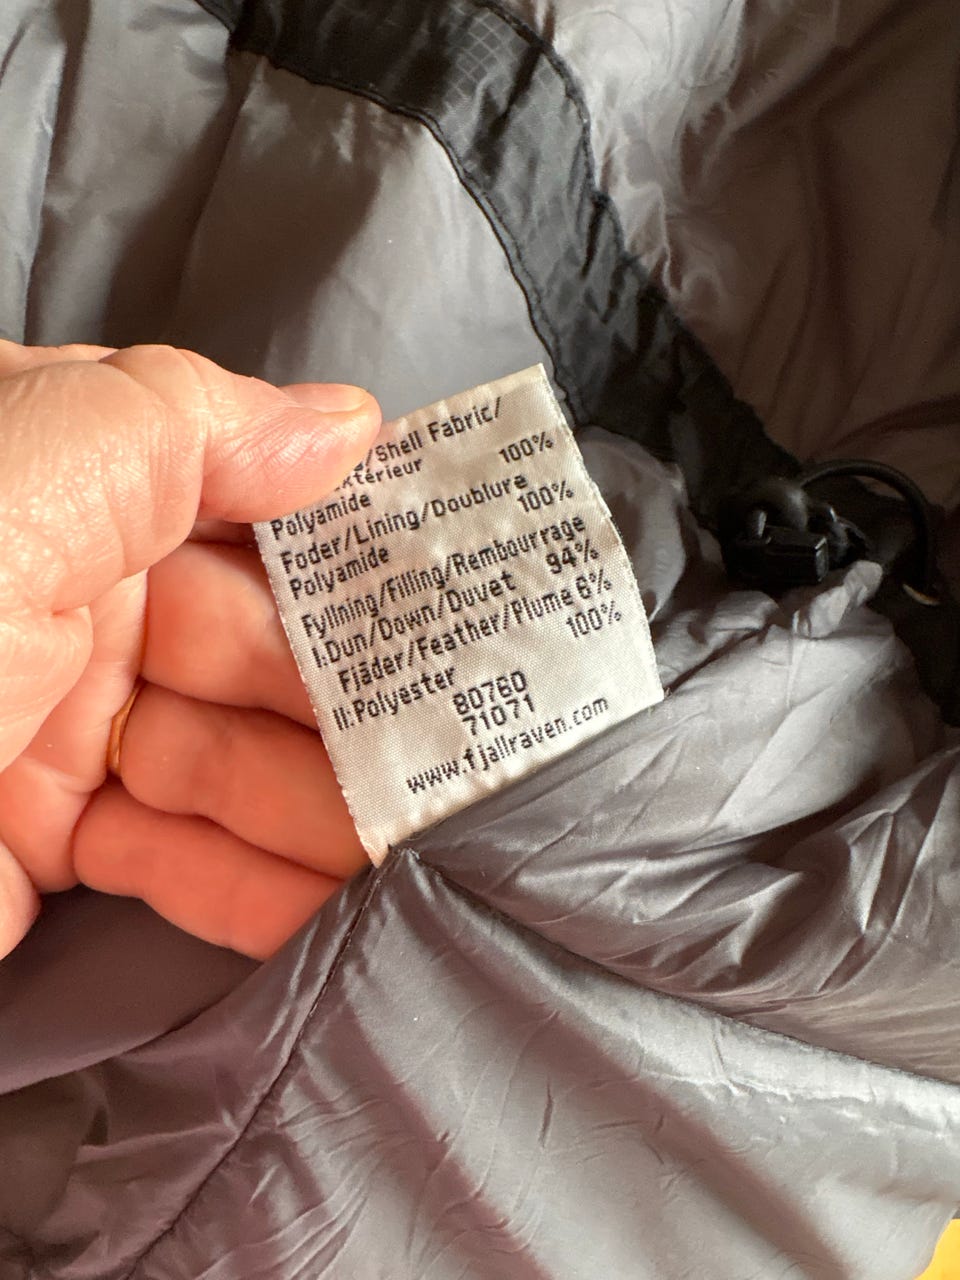 /Shell Fabric/
xtérieur
Polyamide 100%
Foder/Lining/Doublure
Polyamide 100%
Fyllning/Filling/Rembourrage
I:Dun/Down/Duvet 94%
Fjäder/Feather/Plume 6%
II:Polyester 100%
80760
71071
www.fjallraven.com